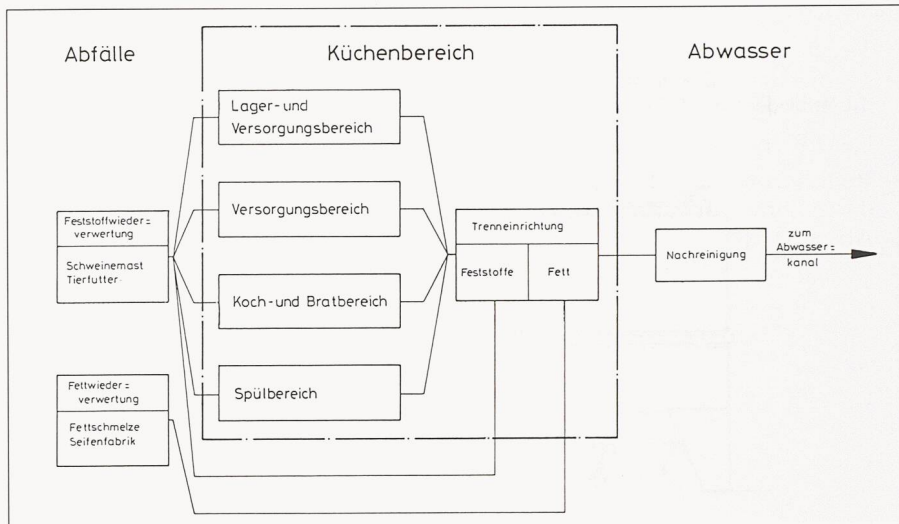 Abfälle
Küchenbereich
Abwasser
Lager-und
Versorgungsbereich
Versorgungsbereich
Feststoffwieder=
verwertung
Schweinemast
Tierfutter
Koch-und Bratbereich
Trenneinrichtung
Feststoffe
Fett
Nachreinigung
zum
Abwasser=
kanal
Spülbereich
Fettwieder=
verwertung
Fettschmelze
Seifenfabrik